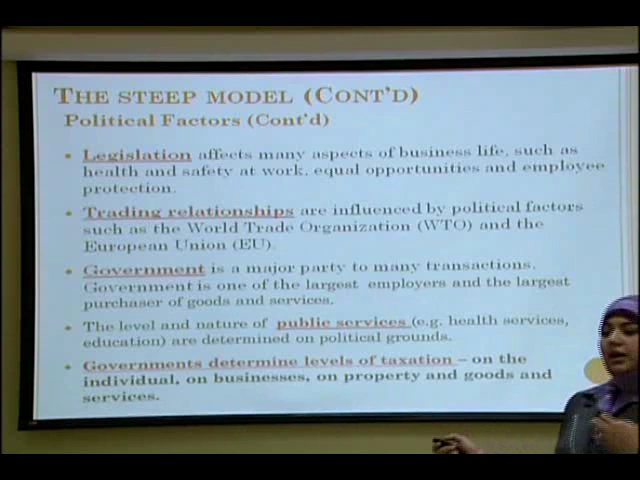 THE STEEP MODEL (CONT'D)
Political Factors (Cont'd)
Legislation affects many aspects of business life, such as
health and safety at work, equal opportunities and employee
protection.
Trading relationships are influenced by political factors
such as the World Trade Organization (WTO) and the
European Union (EU).
Government is a major party to many transactions.
Government is one of the largest employers and the largest
purchaser of goods and services.
The level and nature of public services (e.g. health services,
education) are determined on political grounds.
Governments determine levels of taxation – on the
individual, on businesses, on property and goods and
services.